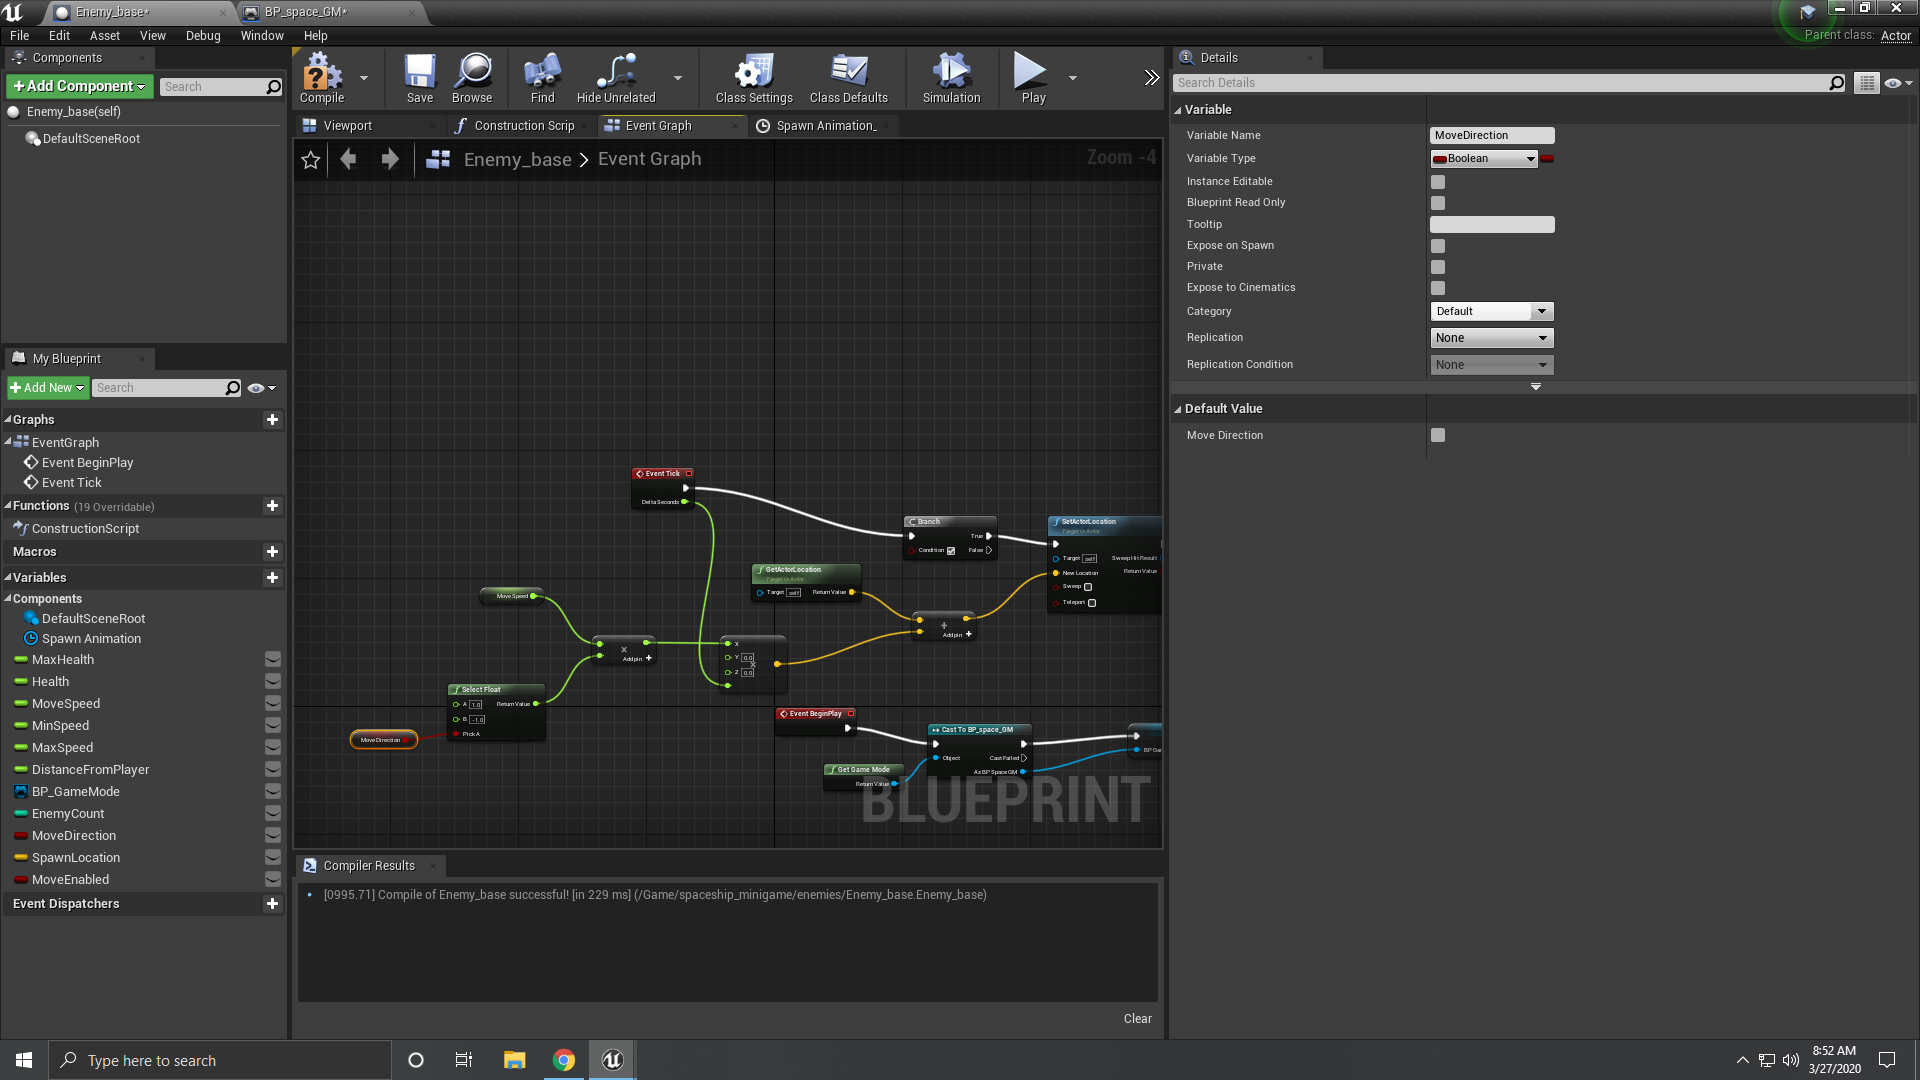 Enemy_base*
BP_space_GM*
File Edit Asset View Debug Window Help
Parent class: Actor
Components
+Add Component
Search
Enemy_base(self)
DefaultSceneRoot
My Blueprint
+Add New
Search
Graphs
EventGraph
Event BeginPlay
Event Tick
Functions (19 Overridable)
ConstructionScript
Macros
Variables
Components
DefaultSceneRoot
Spawn Animation
MaxHealth
Health
MoveSpeed
MinSpeed
MaxSpeed
DistanceFromPlayer
BP_GameMode
EnemyCount
MoveDirection
SpawnLocation
MoveEnabled
Event Dispatchers
Compile
Save
Browse
Find
Hide Unrelated
Class Settings
Class Defaults
Simulation
Play
Viewport
Construction Scrip
Event Graph
Spawn Animation_
Enemy_base > Event Graph
Zoom -4
Event Tick
Delta Seconds
Branch
True
Condition
False
SetActorLocation
Target is Actor
Target self
Sweep Hit Result
New Location
Return Value
Sweep
Teleport
GetActorLocation
Target is Actor
Target self
Return Value
Add pin +
Move Speed
×
Add pin +
X
Y 0.0
Z 0.0
×
Select Float
A 1.0
Return Value
B -1.0
Pick A
Move Direction
Event BeginPlay
Cast To BP_space_GM
Object
Cast Failed
As BP Space GM
Get Game Mode
Return Value
BP Gar
BLUEPRINT
Compiler Results
[0995.71] Compile of Enemy_base successful! [in 229 ms] (/Game/spaceship_minigame/enemies/Enemy_base.Enemy_base)
Clear
Details
Search Details
Variable
Variable Name MoveDirection
Variable Type Boolean
Instance Editable
Blueprint Read Only
Tooltip
Expose on Spawn
Private
Expose to Cinematics
Category Default
Replication None
Replication Condition None
Default Value
Move Direction
Type here to search
8:52 AM
3/27/2020